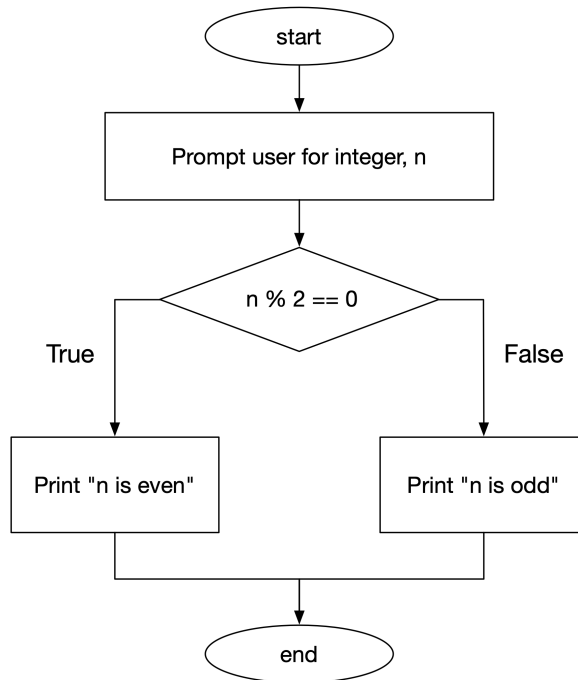 start
Prompt user for integer, n
n % 2 == 0
True
False
Print "n is even"
Print "n is odd"
end